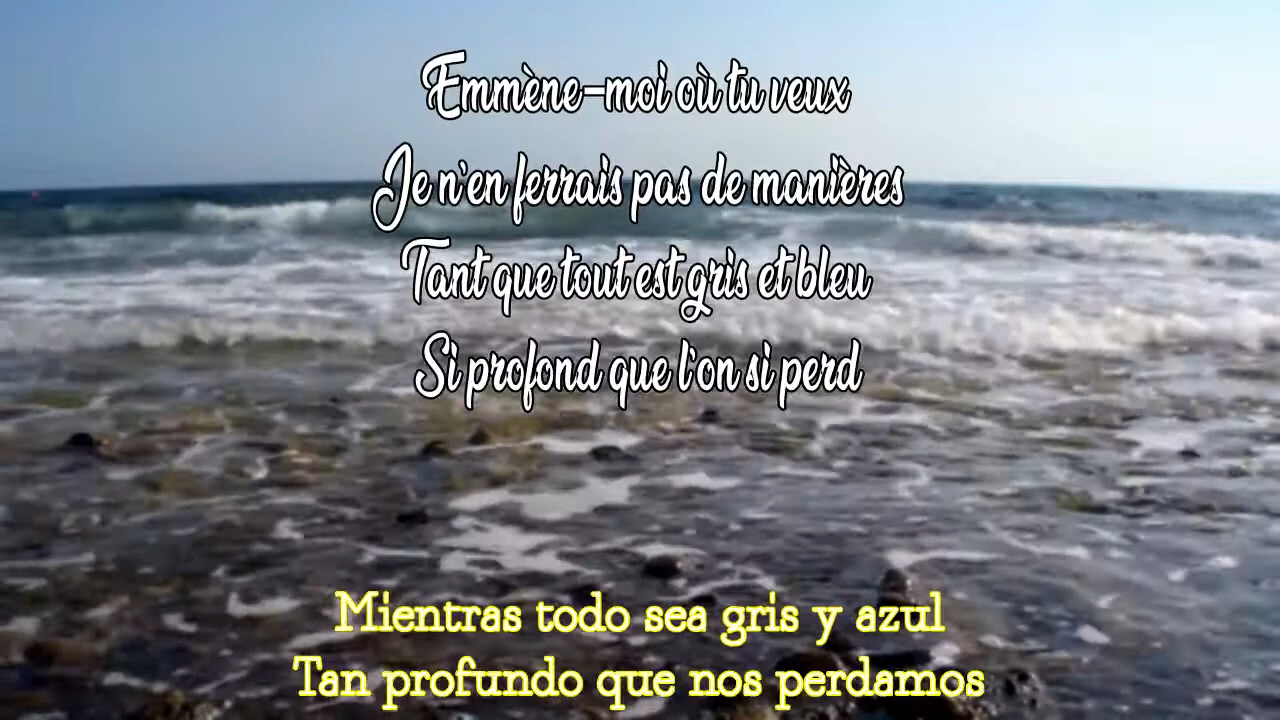 Emmène-moi où tu veux
Je n'en ferrais pas de manières
Tant que tout est gris et bleu
Si profond que l'on si perd
Mientras todo sea gris y azul
Tan profundo que nos perdamos